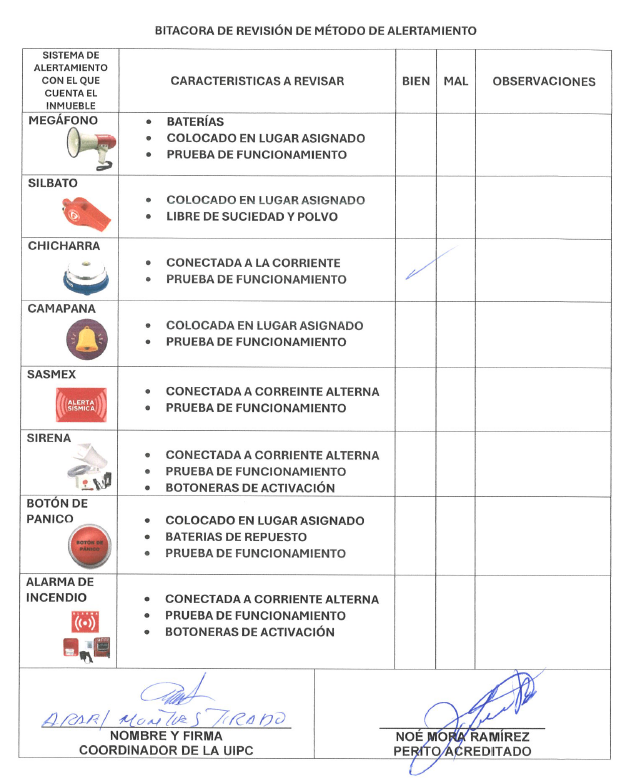 BITACORA DE REVISIÓN DE MÉTODO DE ALERTAMIENTO
SISTEMA DE
ALERTAMIENTO
CON EL QUE
CUENTA EL
INMUEBLE
CARACTERISTICAS A REVISAR
BIEN
MAL
OBSERVACIONES
MEGÁFONO
• BATERÍAS
• COLOCADO EN LUGAR ASIGNADO
• PRUEBA DE FUNCIONAMIENTO
SILBATO
• COLOCADO EN LUGAR ASIGNADO
• LIBRE DE SUCIEDAD Y POLVO
CHICHARRA
• CONECTADA A LA CORRIENTE
• PRUEBA DE FUNCIONAMIENTO
CAMAPANA
• COLOCADA EN LUGAR ASIGNADO
• PRUEBA DE FUNCIONAMIENTO
SASMEX
ALERTA
SÍSMICA
• CONECTADA A CORREINTE ALTERNA
• PRUEBA DE FUNCIONAMIENTO
SIRENA
• CONECTADA A CORRIENTE ALTERNA
• PRUEBA DE FUNCIONAMIENTO
• BOTONERAS DE ACTIVACIÓN
BOTÓN DE
PANICO
BOTÓN DE
PÁNICO
• COLOCADO EN LUGAR ASIGNADO
• BATERIAS DE REPUESTO
• PRUEBA DE FUNCIONAMIENTO
ALARMA DE
INCENDIO
• CONECTADA A CORRIENTE ALTERNA
• PRUEBA DE FUNCIONAMIENTO
• BOTONERAS DE ACTIVACIÓN
MONTES TIRADO
NOMBRE Y FIRMA
COORDINADOR DE LA UIPC
NOÉ MORA RAMÍREZ
PERITO ACREDITADO